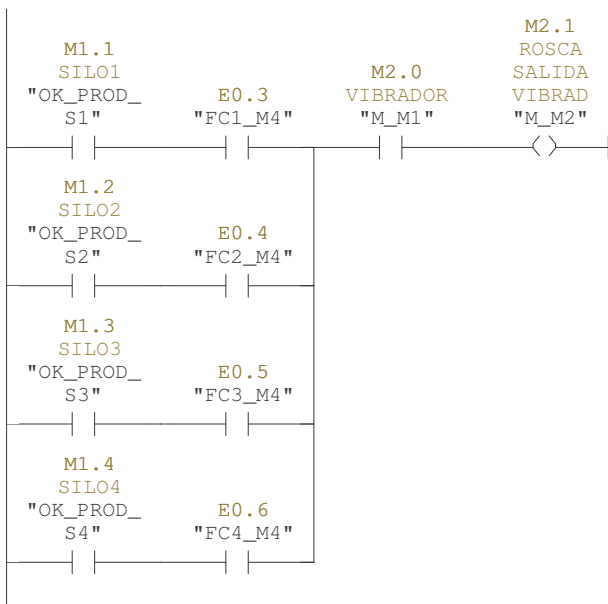 M2.1
M1.1 ROSCA
SILO1 M2.0 SALIDA
"OK_PROD_ E0.3 VIBRADOR VIBRAD
S1" "FC1_M4" "M_M1" "M_M2"
M1.2
SILO2
"OK_PROD_ E0.4
S2" "FC2_M4"
M1.3
SILO3
"OK_PROD_ E0.5
S3" "FC3_M4"
M1.4
SILO4
"OK_PROD_ E0.6
S4" "FC4_M4"